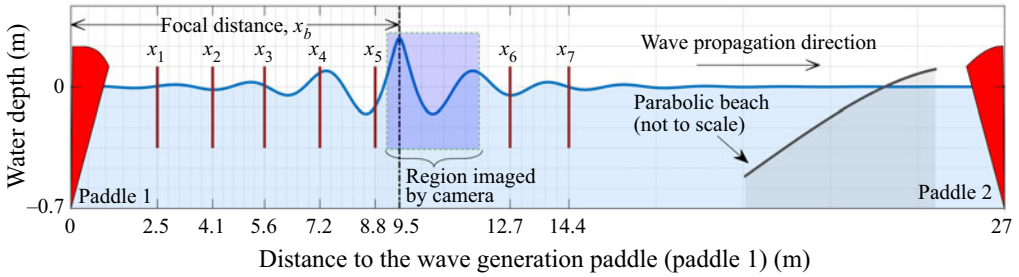 Focal distance, x_b
x_1 x_2 x_3 x_4 x_5 x_6 x_7
Wave propagation direction
Parabolic beach
(not to scale)
Region imaged
by camera
Paddle 1
Paddle 2
Water depth (m)
0
–0.7
0 2.5 4.1 5.6 7.2 8.8 9.5 12.7 14.4 27
Distance to the wave generation paddle (paddle 1) (m)